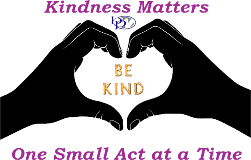 Kindness Matters
BE
KIND
One Small Act at a Time